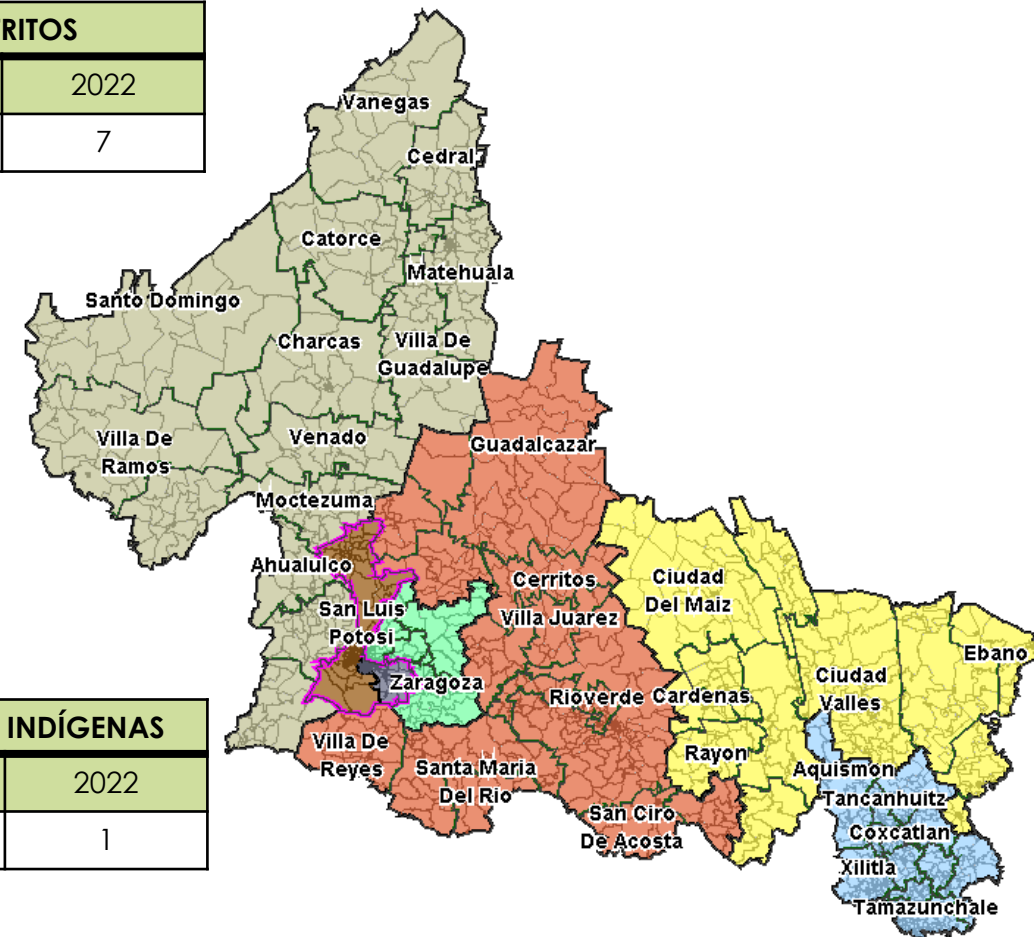 RITOS
2022
7
Vanegas
Cedral
Catorce
Matehuala
Santo Domingo
Charcas
Villa De
Guadalupe
Villa De
Ramos
Venado
Guadalcazar
Moctezuma
Ahualulco
Cerritos
Ciudad
Del Maiz
San Luis
Potosi
Villa Juarez
Ebano
Zaragoza
Rioverde
Cardenas
Ciudad
Valles
Villa De
Reyes
Santa Maria
Del Rio
Rayon
Aquismon
Tancanhuitz
San Ciro
De Acosta
Coxcatlan
Xilitla
Tamazunchale
INDÍGENAS
2022
1